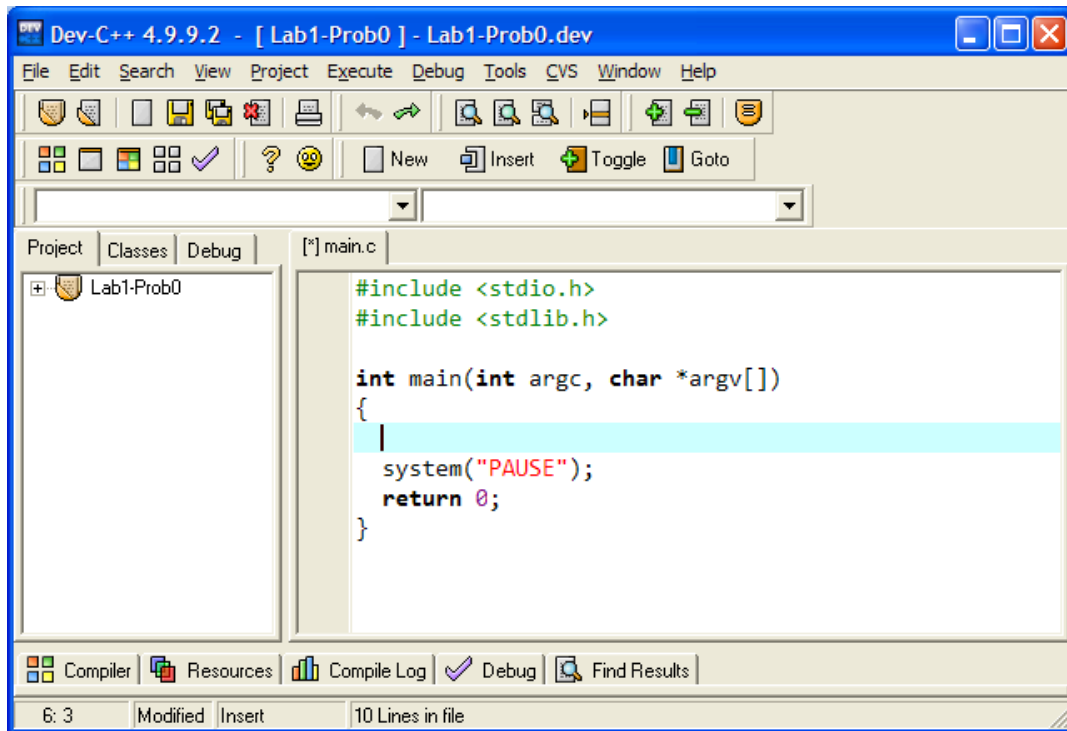 Dev-C++ 4.9.9.2 - [ Lab1-Prob0 ] - Lab1-Prob0.dev
File Edit Search View Project Execute Debug Tools CVS Window Help
New Insert Toggle Goto
Project Classes Debug [*] main.c
Lab1-Prob0
#include <stdio.h>
#include <stdlib.h>
int main(int argc, char *argv[])
{
system("PAUSE");
return 0;
}
Compiler Resources Compile Log Debug Find Results
6: 3 Modified Insert 10 Lines in file